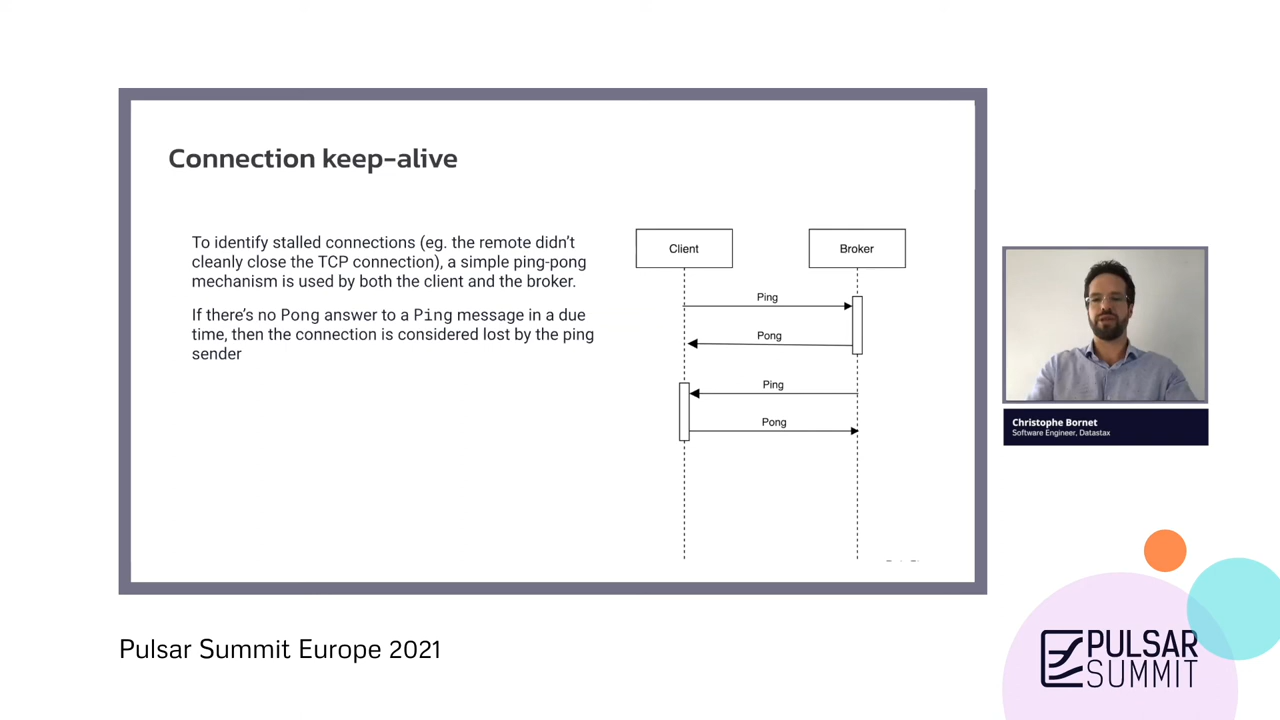 Connection keep-alive
To identify stalled connections (eg. the remote didn't
cleanly close the TCP connection), a simple ping-pong
mechanism is used by both the client and the broker.
If there's no Pong answer to a Ping message in a due
time, then the connection is considered lost by the ping
sender
Client
Broker
Ping
Pong
Ping
Pong
Christophe Bornet
Software Engineer, Datastax
Pulsar Summit Europe 2021
PULSAR
SUMMIT